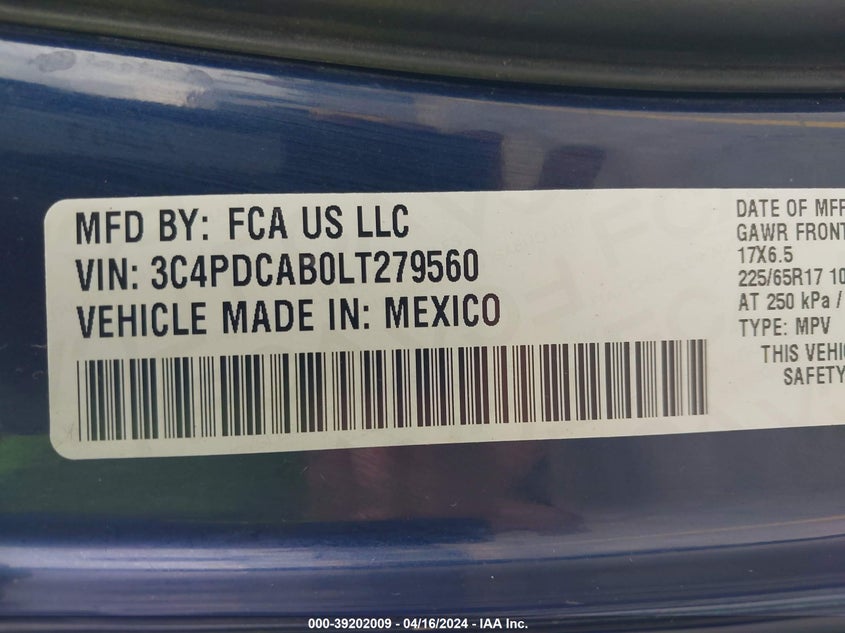 MFD BY: FCA US LLC
VIN: 3C4PDCAB0LT279560
VEHICLE MADE IN: MEXICO
DATE OF MFR
GAWR FRONT
17X6.5
225/65R17 10
AT 250 kPa /
TYPE: MPV
THIS VEHIC
SAFETY
000-39202009 - 04/16/2024 - IAA Inc.